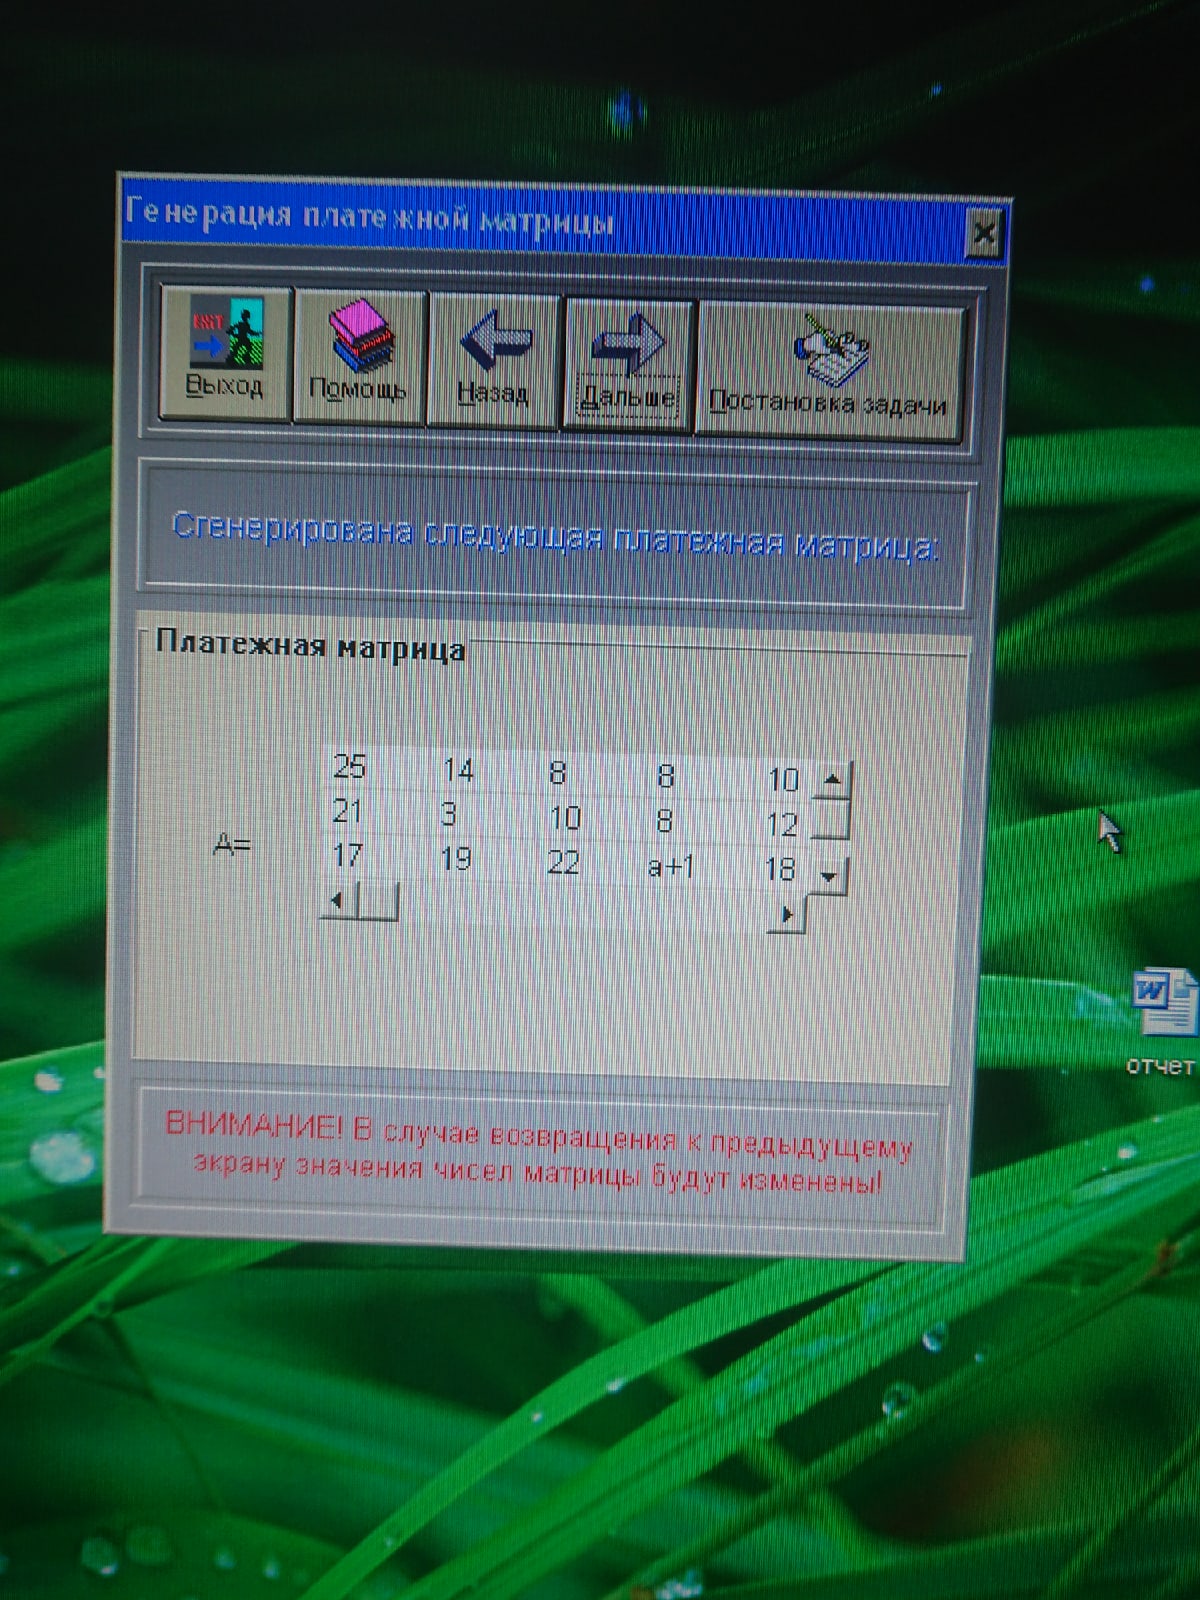 Генерация платежной матрицы
EXIT
Выход Помощь Назад Дальше Постановка задачи
Сгенерирована следующая платежная матрица:
Платежная матрица
25 14 8 8 10
21 3 10 8 12
A=
17 19 22 a+1 18
W
отчет
ВНИМАНИЕ! В случае возвращения к предыдущему
экрану значения чисел матрицы будут изменены!